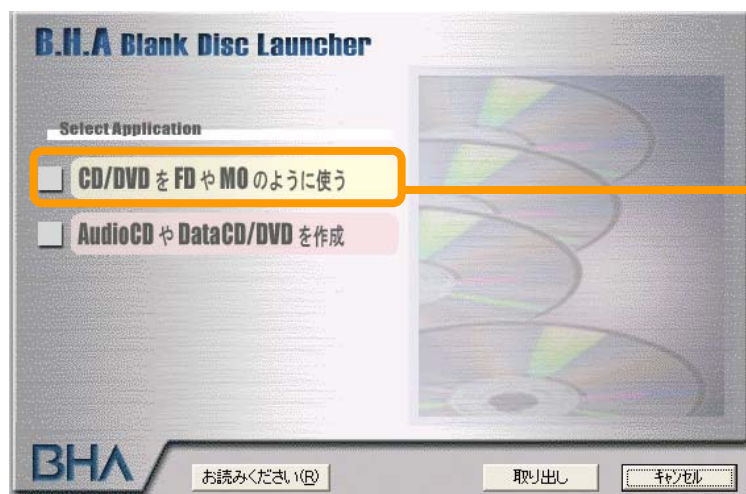 B.H.A Blank Disc Launcher
Select Application
CD/DVD を FD や MO のように使う
AudioCD や DataCD/DVD を作成
BHA
お読みください(R)
取り出し
キャンセル